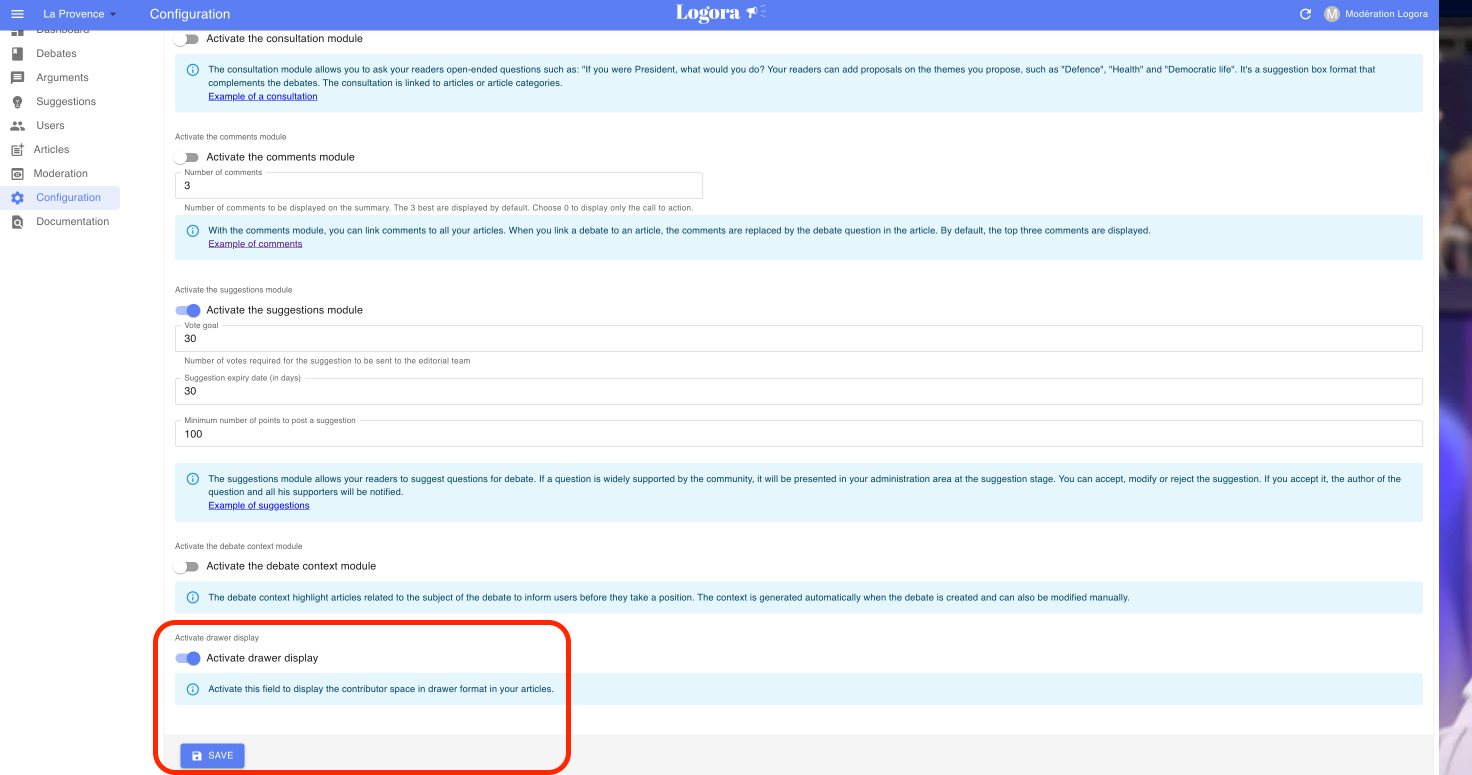 La Provence
Configuration
Logora
M
Modération Logora
Dashboard
Debates
Arguments
Suggestions
Users
Articles
Moderation
Configuration
Documentation
Activate the consultation module
The consultation module allows you to ask your readers open-ended questions such as: "If you were President, what would you do? Your readers can add proposals on the themes you propose, such as "Defence", "Health" and "Democratic life". It's a suggestion box format that
complements the debates. The consultation is linked to articles or article categories.
Example of a consultation
Activate the comments module
Activate the comments module
Number of comments
3
Number of comments to be displayed on the summary. The 3 best are displayed by default. Choose 0 to display only the call to action.
With the comments module, you can link comments to all your articles. When you link a debate to an article, the comments are replaced by the debate question in the article. By default, the top three comments are displayed.
Example of comments
Activate the suggestions module
Activate the suggestions module
Vote goal
30
Number of votes required for the suggestion to be sent to the editorial team
Suggestion expiry date (in days)
30
Minimum number of points to post a suggestion
100
The suggestions module allows your readers to suggest questions for debate. If a question is widely supported by the community, it will be presented in your administration area at the suggestion stage. You can accept, modify or reject the suggestion. If you accept it, the author of the
question and all his supporters will be notified.
Example of suggestions
Activate the debate context module
Activate the debate context module
The debate context highlight articles related to the subject of the debate to inform users before they take a position. The context is generated automatically when the debate is created and can also be modified manually.
Activate drawer display
Activate drawer display
Activate this field to display the contributor space in drawer format in your articles.
SAVE